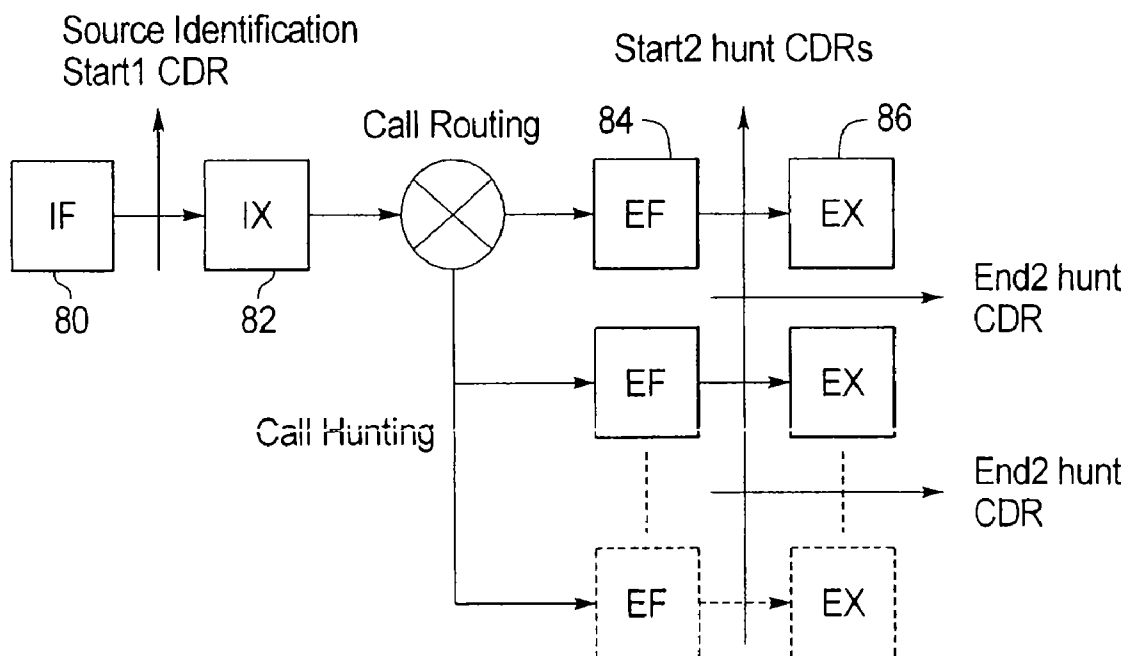 Source Identification
Start1 CDR
Start2 hunt CDRs
Call Routing
84
86
IF
IX
EF
EX
80
82
End2 hunt
CDR
EF
EX
Call Hunting
End2 hunt
CDR
EF
EX